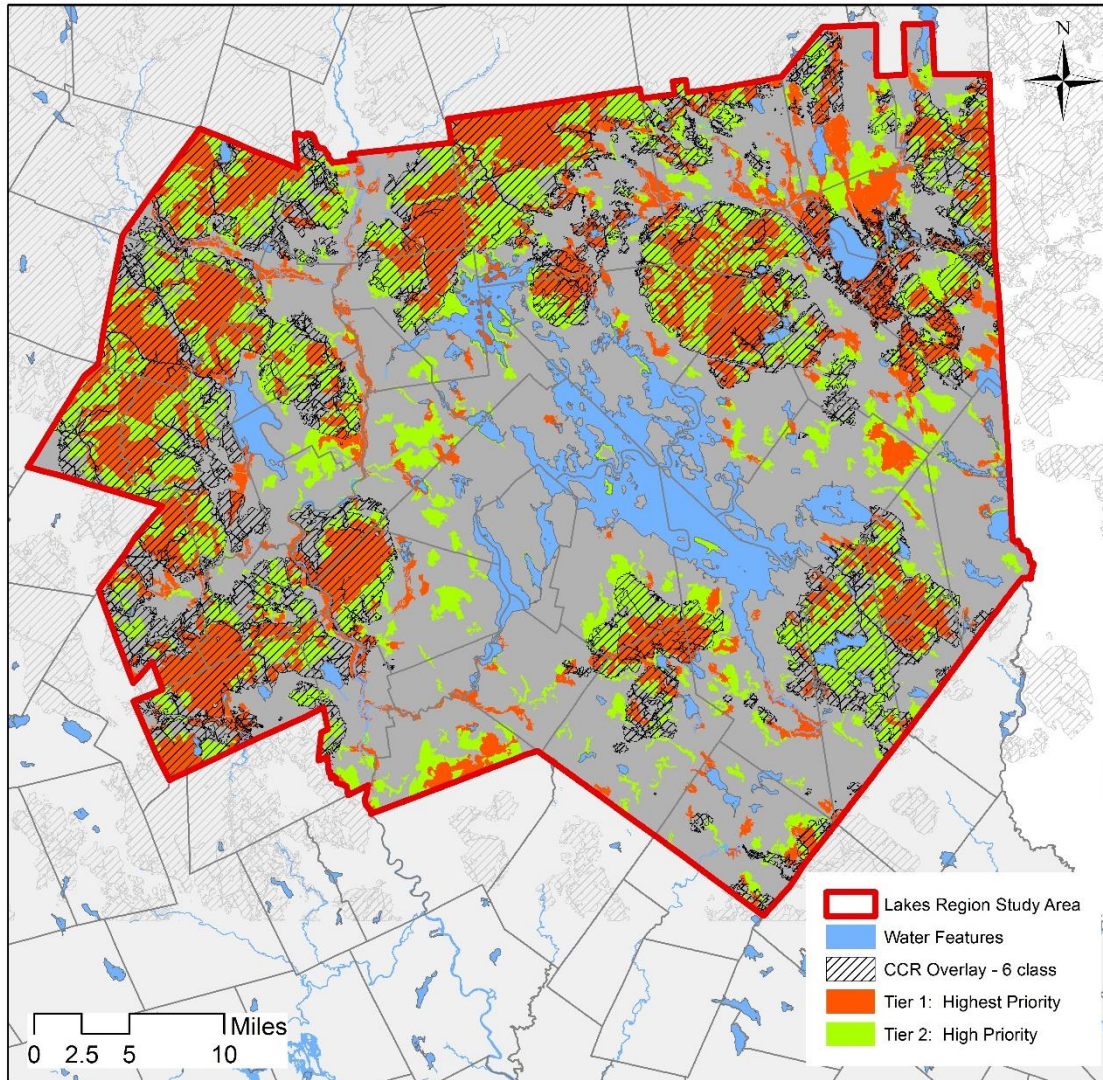 N
Lakes Region Study Area
Water Features
CCR Overlay - 6 class
Tier 1: Highest Priority
Tier 2: High Priority
Miles
0 2.5 5 10